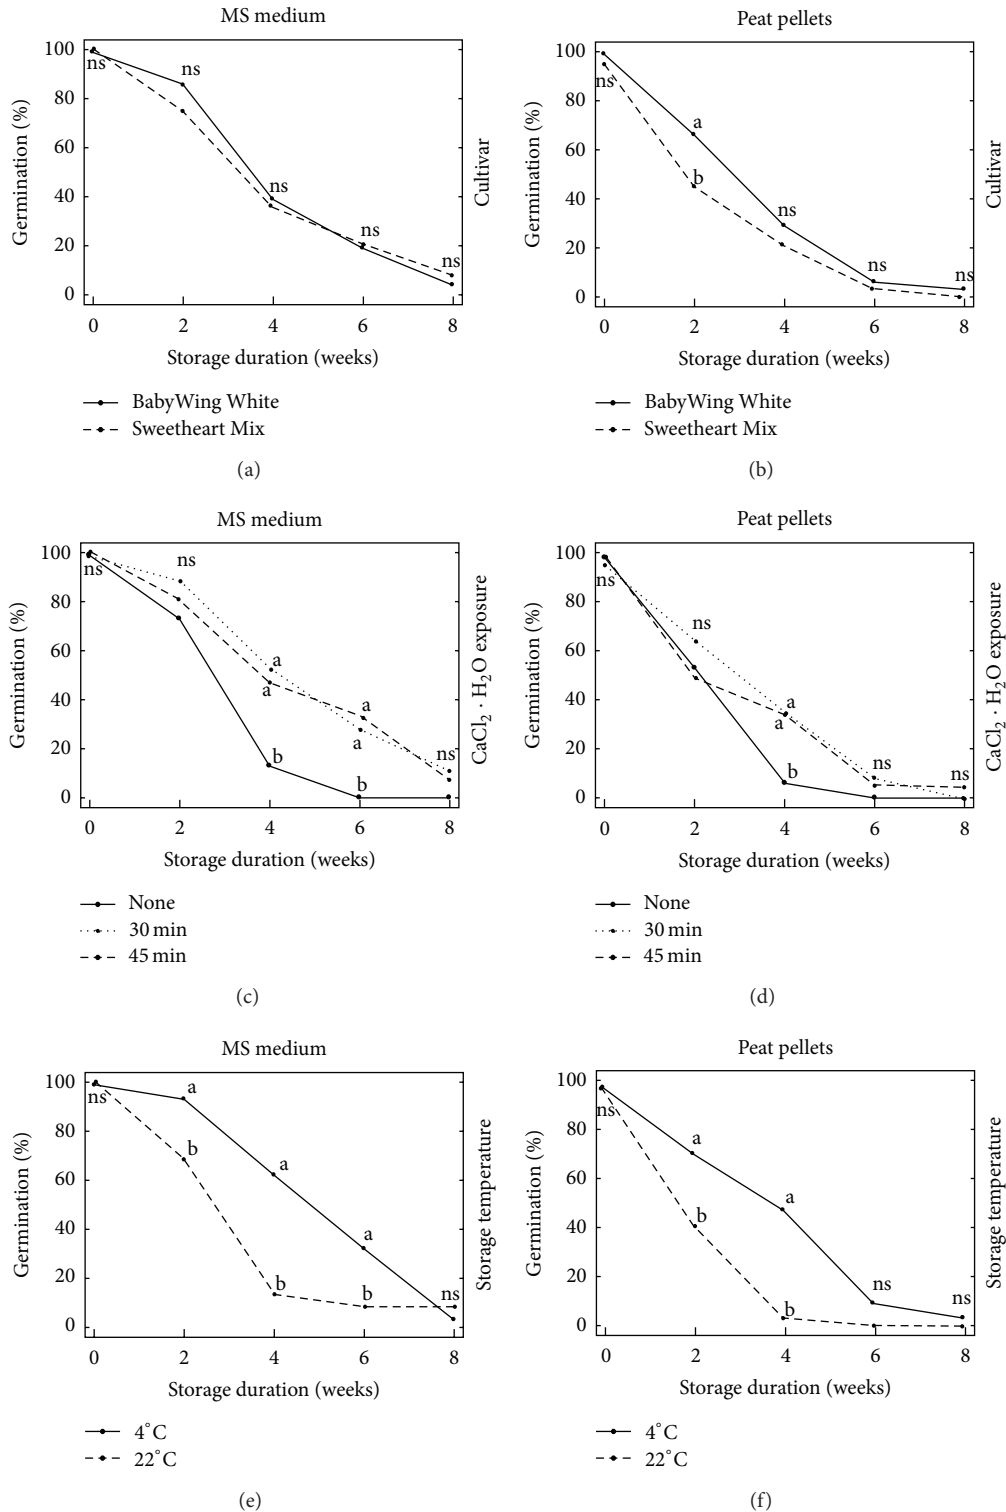 MS medium
Germination (%)
100
80
60
40
20
0
ns
ns
ns
ns
ns
0 2 4 6 8
Storage duration (weeks)
Cultivar
BabyWing White
Sweetheart Mix
(a)
Peat pellets
Germination (%)
100
80
60
40
20
0
ns
a
b
ns
ns
ns
0 2 4 6 8
Storage duration (weeks)
Cultivar
BabyWing White
Sweetheart Mix
(b)
MS medium
Germination (%)
100
80
60
40
20
0
ns
ns
a
a
b
a
a
b
ns
0 2 4 6 8
Storage duration (weeks)
CaCl₂ · H₂O exposure
None
30 min
45 min
(c)
Peat pellets
Germination (%)
100
80
60
40
20
0
ns
ns
a
a
b
ns
ns
0 2 4 6 8
Storage duration (weeks)
CaCl₂ · H₂O exposure
None
30 min
45 min
(d)
MS medium
Germination (%)
100
80
60
40
20
0
ns
a
b
a
b
a
b
ns
0 2 4 6 8
Storage duration (weeks)
Storage temperature
4°C
22°C
(e)
Peat pellets
Germination (%)
100
80
60
40
20
0
ns
a
b
a
b
ns
ns
0 2 4 6 8
Storage duration (weeks)
Storage temperature
4°C
22°C
(f)